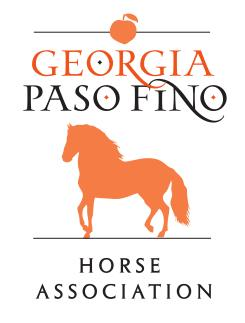 GEORGIA
PASO FINO
HORSE
ASSOCIATION